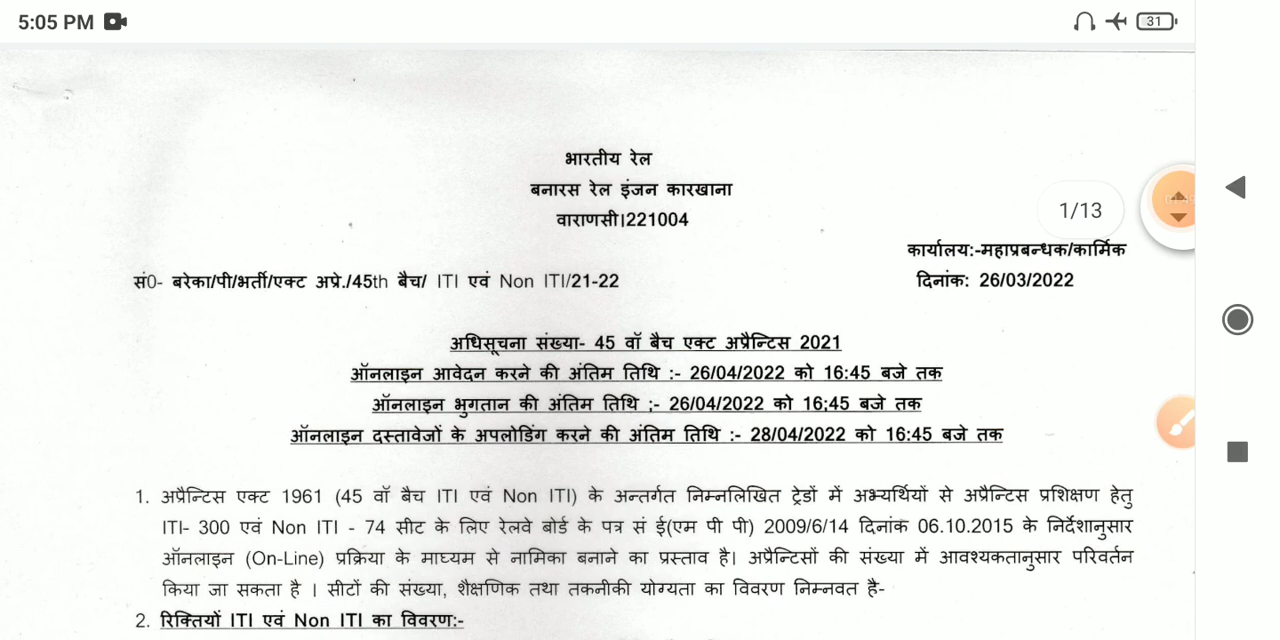 5:05 PM
31
भारतीय रेल
बनारस रेल इंजन कारखाना
वाराणसी।221004
1/13
कार्यालय:-महाप्रबन्धक/कार्मिक
सं0- बरेका/पी/भर्ती/एक्ट अप्रे./45th बैच/ ITI एवं Non ITI/21-22
दिनांक: 26/03/2022
अधिसूचना संख्या- 45 वॉ बैच एक्ट अप्रैन्टिस 2021
ऑनलाइन आवेदन करने की अंतिम तिथि :- 26/04/2022 को 16:45 बजे तक
ऑनलाइन भुगतान की अंतिम तिथि ;- 26/04/2022 को 16;45 बजे तक
ऑनलाइन दस्तावेजों के अपलोडिंग करने की अंतिम तिथि :- 28/04/2022 को 16:45 बजे तक
1. अप्रैन्टिस एक्ट 1961 (45 वॉ बैच ITI एवं Non ITI) के अन्तर्गत निम्नलिखित ट्रेडों में अभ्यर्थियों से अप्रैन्टिस प्रशिक्षण हेतु
ITI- 300 एवं Non ITI - 74 सीट के लिए रेलवे बोर्ड के पत्र सं ई(एम पी पी) 2009/6/14 दिनांक 06.10.2015 के निर्देशानुसार
ऑनलाइन (On-Line) प्रक्रिया के माध्यम से नामिका बनाने का प्रस्ताव है। अप्रैन्टिसों की संख्या में आवश्यकतानुसार परिवर्तन
किया जा सकता है । सीटों की संख्या, शैक्षणिक तथा तकनीकी योग्यता का विवरण निम्नवत है-
2. रिक्तियों ITI एवं Non ITI का विवरण:-